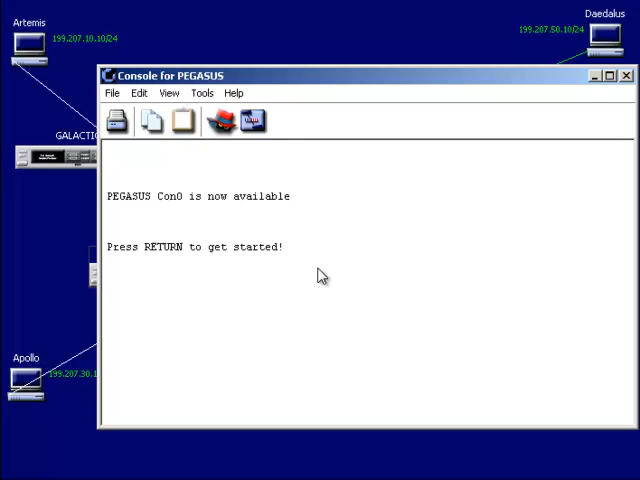 Artemis
Daedalus
199.207.10.10/24
199.207.50.10/24
Console for PEGASUS
File Edit View Tools Help
GALACTIC
PEGASUS Con0 is now available
Press RETURN to get started!
Apollo
199.207.30.1